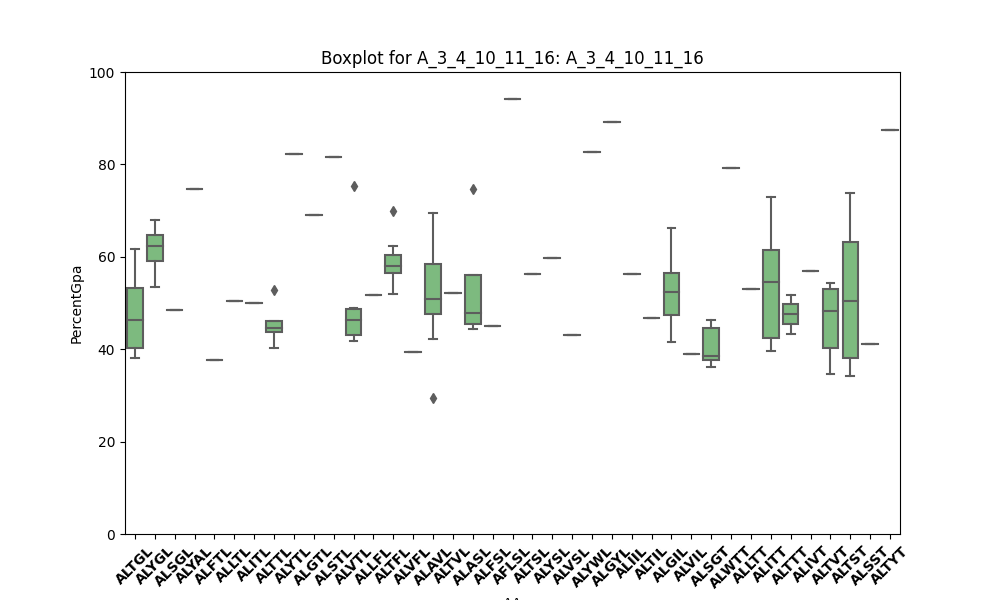 Boxplot for A_3_4_10_11_16: A_3_4_10_11_16
PercentGpa
100
80
60
40
20
0
ALTGL
ALYGL
ALSGL
ALYAL
ALFTL
ALLTL
ALITL
ALTTL
ALYTL
ALGTL
ALSTL
ALVTL
ALLFL
ALTFL
ALVFL
ALAVL
ALTVL
ALASL
ALFSL
AFLSL
ALTSL
ALYSL
ALVSL
ALYWL
ALGYL
ALIIL
ALTIL
ALGIL
ALVIL
ALSGT
ALWTT
ALLTT
ALITT
ALTTT
ALIVT
ALTVT
ALTST
ALSST
ALTYT